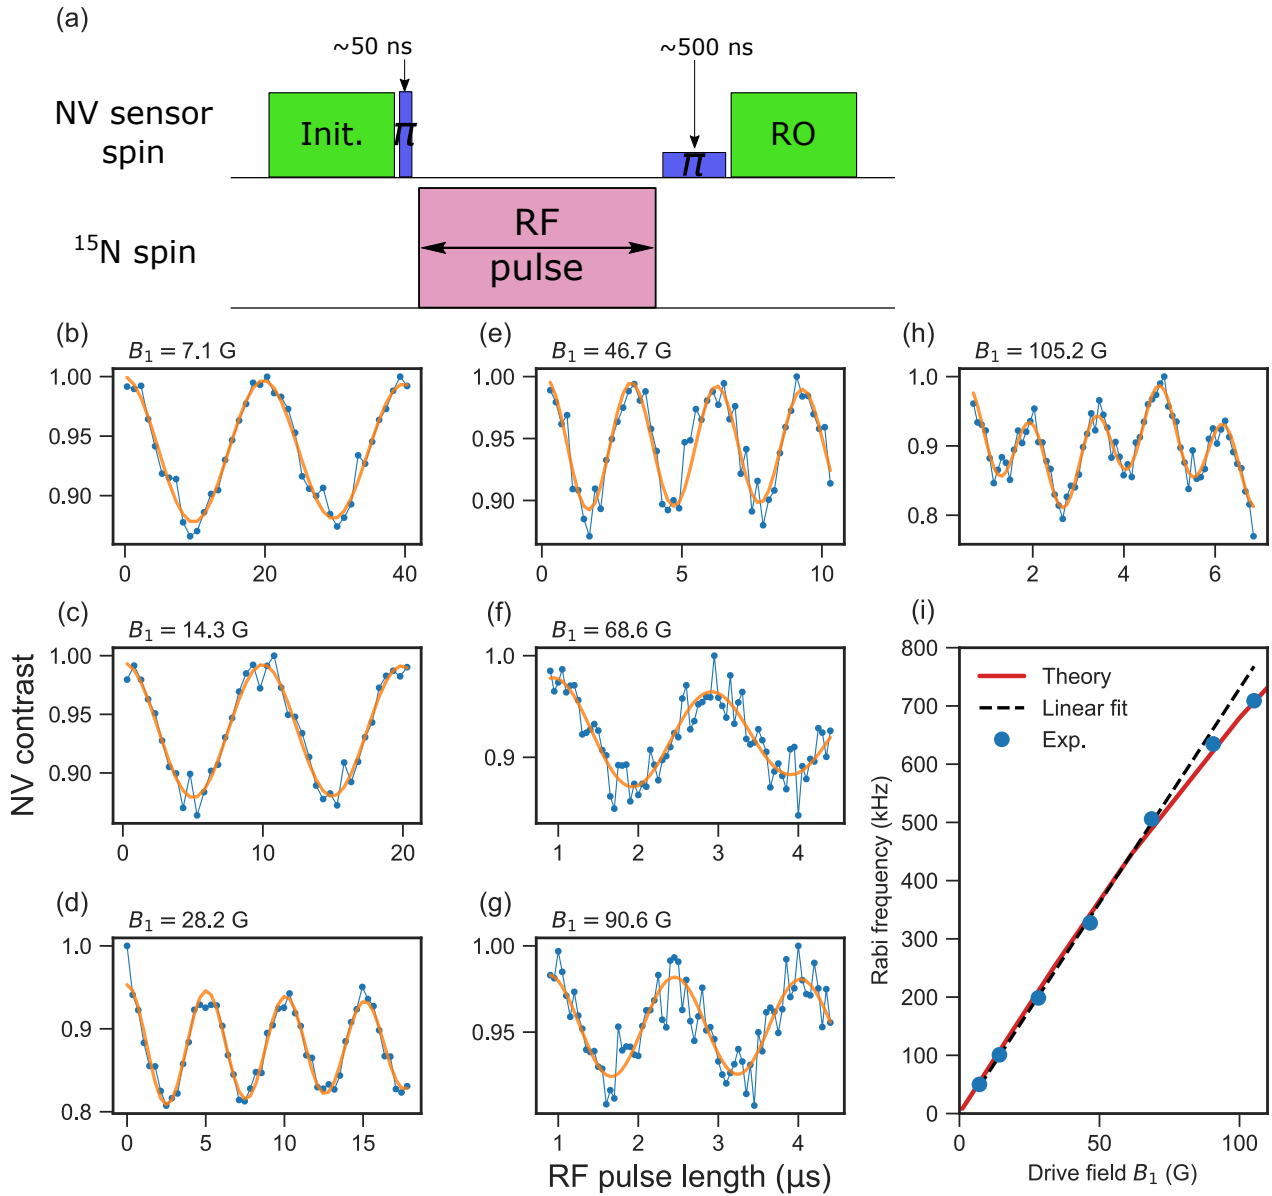 (a)
~50 ns
~500 ns
NV sensor
spin
Init.
π
π
RO
¹⁵N spin
RF
pulse
(b)
B₁ = 7.1 G
1.00
0.95
0.90
0
20
40
(e)
B₁ = 46.7 G
1.00
0.95
0.90
0
5
10
(h)
B₁ = 105.2 G
1.0
0.9
0.8
2
4
6
(c)
B₁ = 14.3 G
1.00
0.95
0.90
0
10
20
(f)
B₁ = 68.6 G
1.0
0.9
1
2
3
4
(d)
B₁ = 28.2 G
1.0
0.9
0.8
0
5
10
15
(g)
B₁ = 90.6 G
1.00
0.95
1
2
3
4
NV contrast
RF pulse length (μs)
(i)
Theory
Linear fit
Exp.
800
700
600
500
400
300
200
100
0
0
50
100
Rabi frequency (kHz)
Drive field B₁ (G)